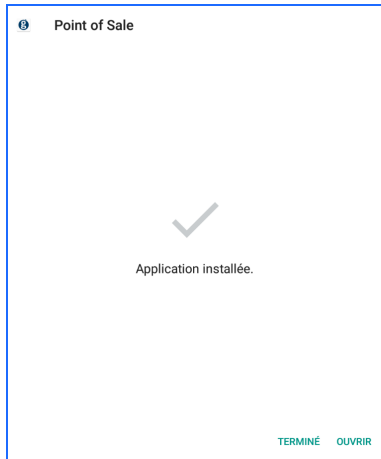 g Point of Sale
Application installée.
TERMINÉ OUVRIR